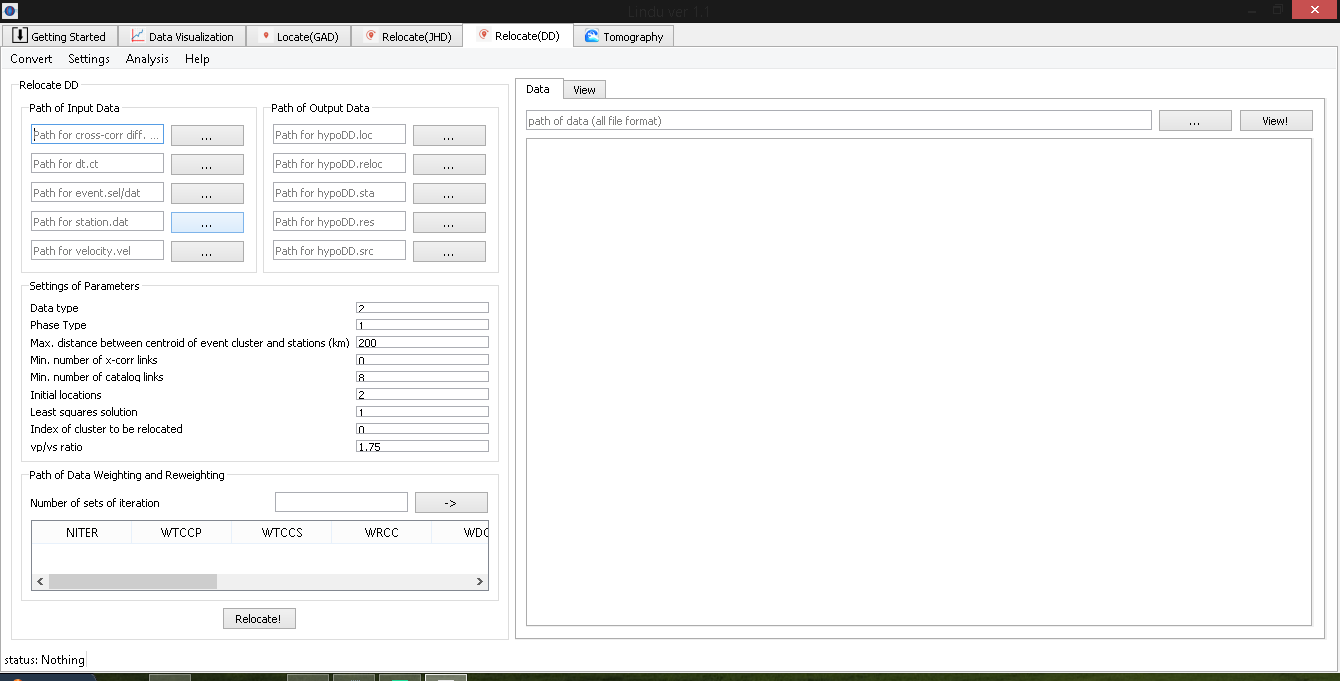 Lindu ver 1.1
Getting Started
Data Visualization
Locate(GAD)
Relocate(JHD)
Relocate(DD)
Tomography
Convert Settings Analysis Help
Relocate DD
Path of Input Data
Path for cross-corr diff. ... ...
Path for dt.ct ...
Path for event.sel/dat ...
Path for station.dat ...
Path for velocity.vel ...
Path of Output Data
Path for hypoDD.loc ...
Path for hypoDD.reloc ...
Path for hypoDD.sta ...
Path for hypoDD.res ...
Path for hypoDD.src ...
Settings of Parameters
Data type 2
Phase Type 1
Max. distance between centroid of event cluster and stations (km) 200
Min. number of x-corr links 0
Min. number of catalog links 8
Initial locations 2
Least squares solution 1
Index of cluster to be relocated 0
vp/vs ratio 1.75
Path of Data Weighting and Reweighting
Number of sets of iteration ->
NITER WTCCP WTCCS WRCC WDC
Relocate!
Data View
path of data (all file format) ... View!
status: Nothing